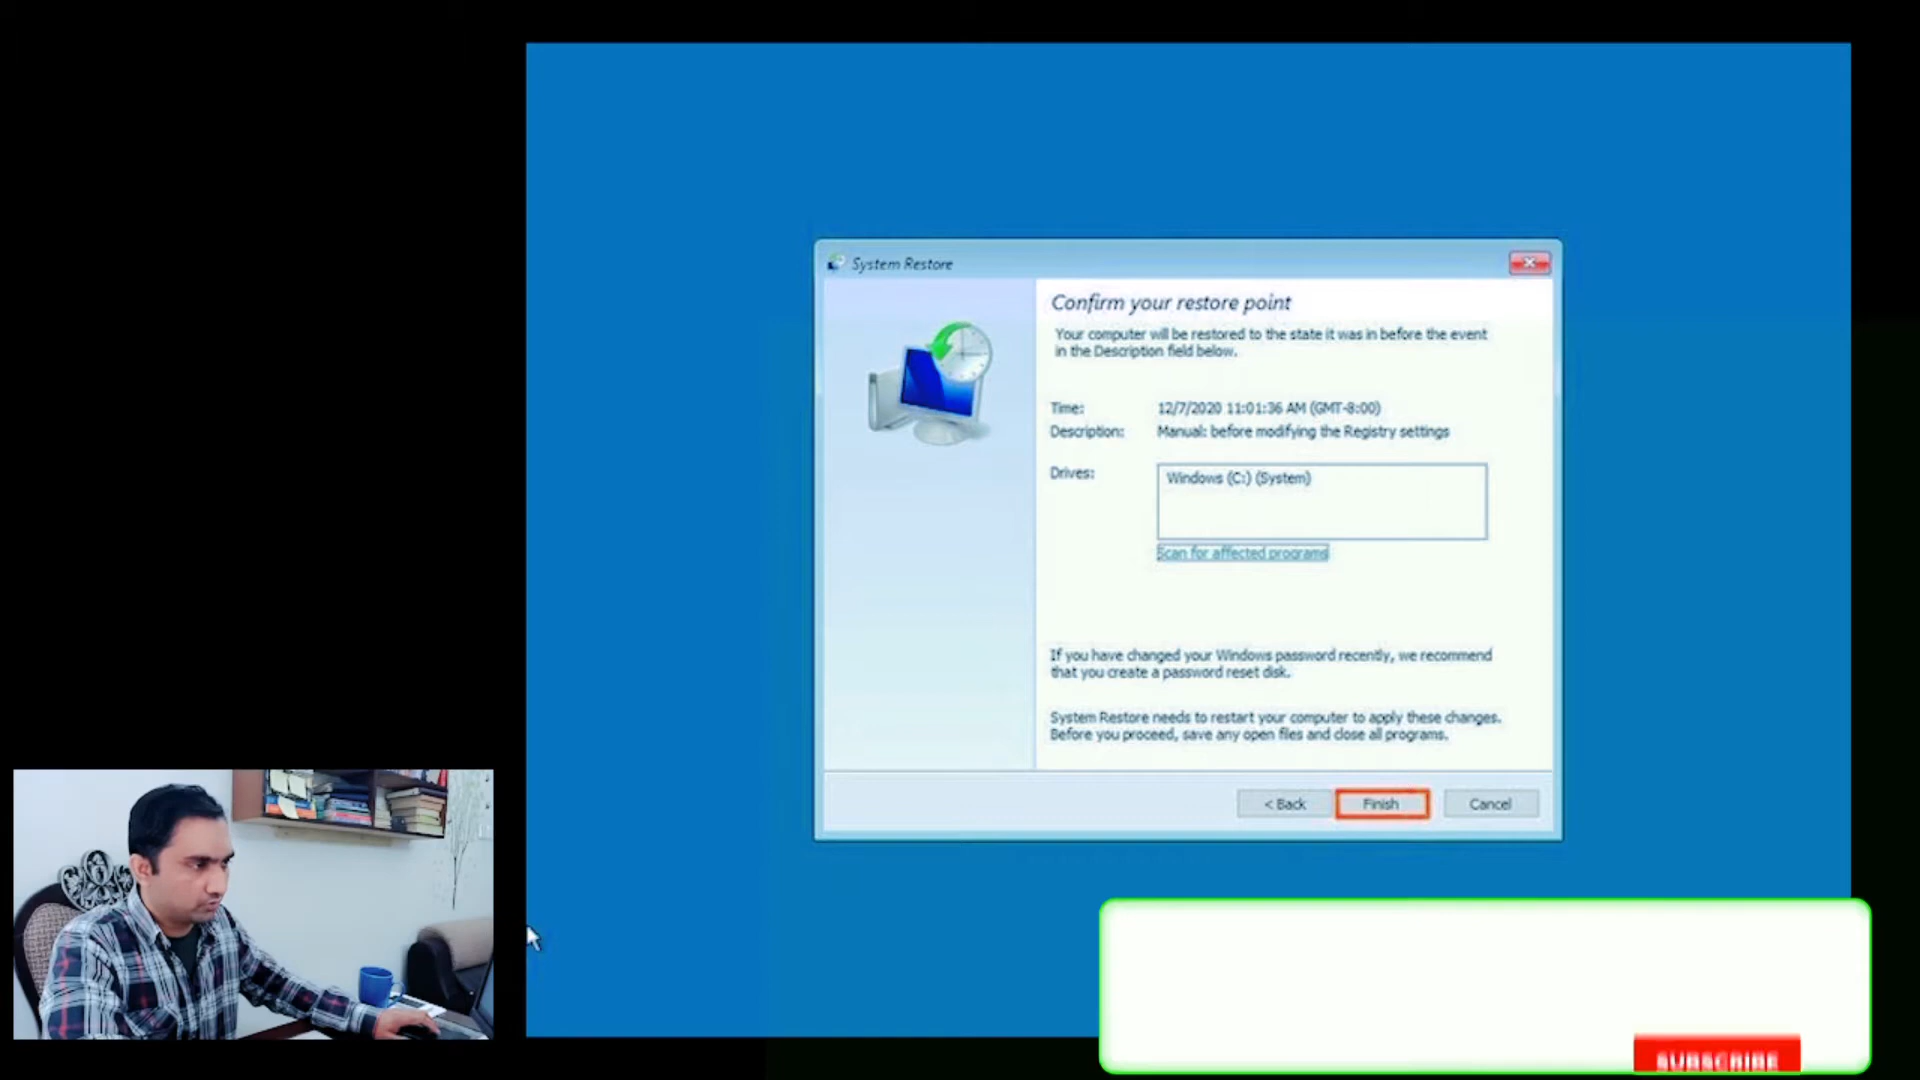 System Restore
Confirm your restore point
Your computer will be restored to the state it was in before the event
in the Description field below.
Time: 12/7/2020 11:01:36 AM (GMT-8:00)
Description: Manual: before modifying the Registry settings
Drives: Windows (C:) (System)
Scan for affected programs
If you have changed your Windows password recently, we recommend
that you create a password reset disk.
System Restore needs to restart your computer to apply these changes.
Before you proceed, save any open files and close all programs.
< Back Finish Cancel
SUBSCRIBE